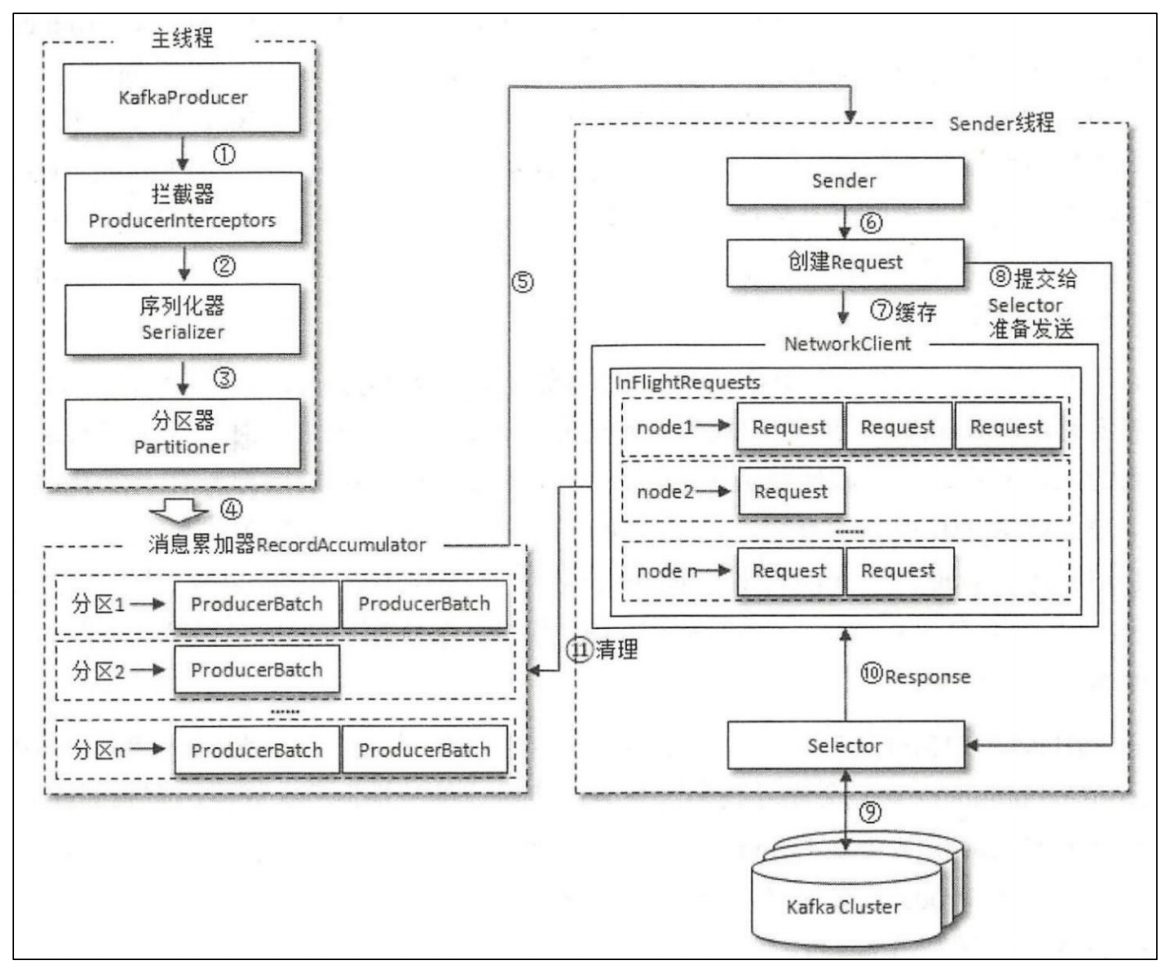 主线程
KafkaProducer
①
拦截器
ProducerInterceptors
②
序列化器
Serializer
③
分区器
Partitioner
④
消息累加器RecordAccumulator
分区1 ProducerBatch ProducerBatch
分区2 ProducerBatch
......
分区n ProducerBatch ProducerBatch
⑤
Sender线程
Sender
⑥
创建Request
⑦缓存
⑧提交给
Selector
准备发送
NetworkClient
InFlightRequests
node1 Request Request Request
node2 Request
......
node n Request Request
⑪清理
⑩Response
Selector
⑨
Kafka Cluster